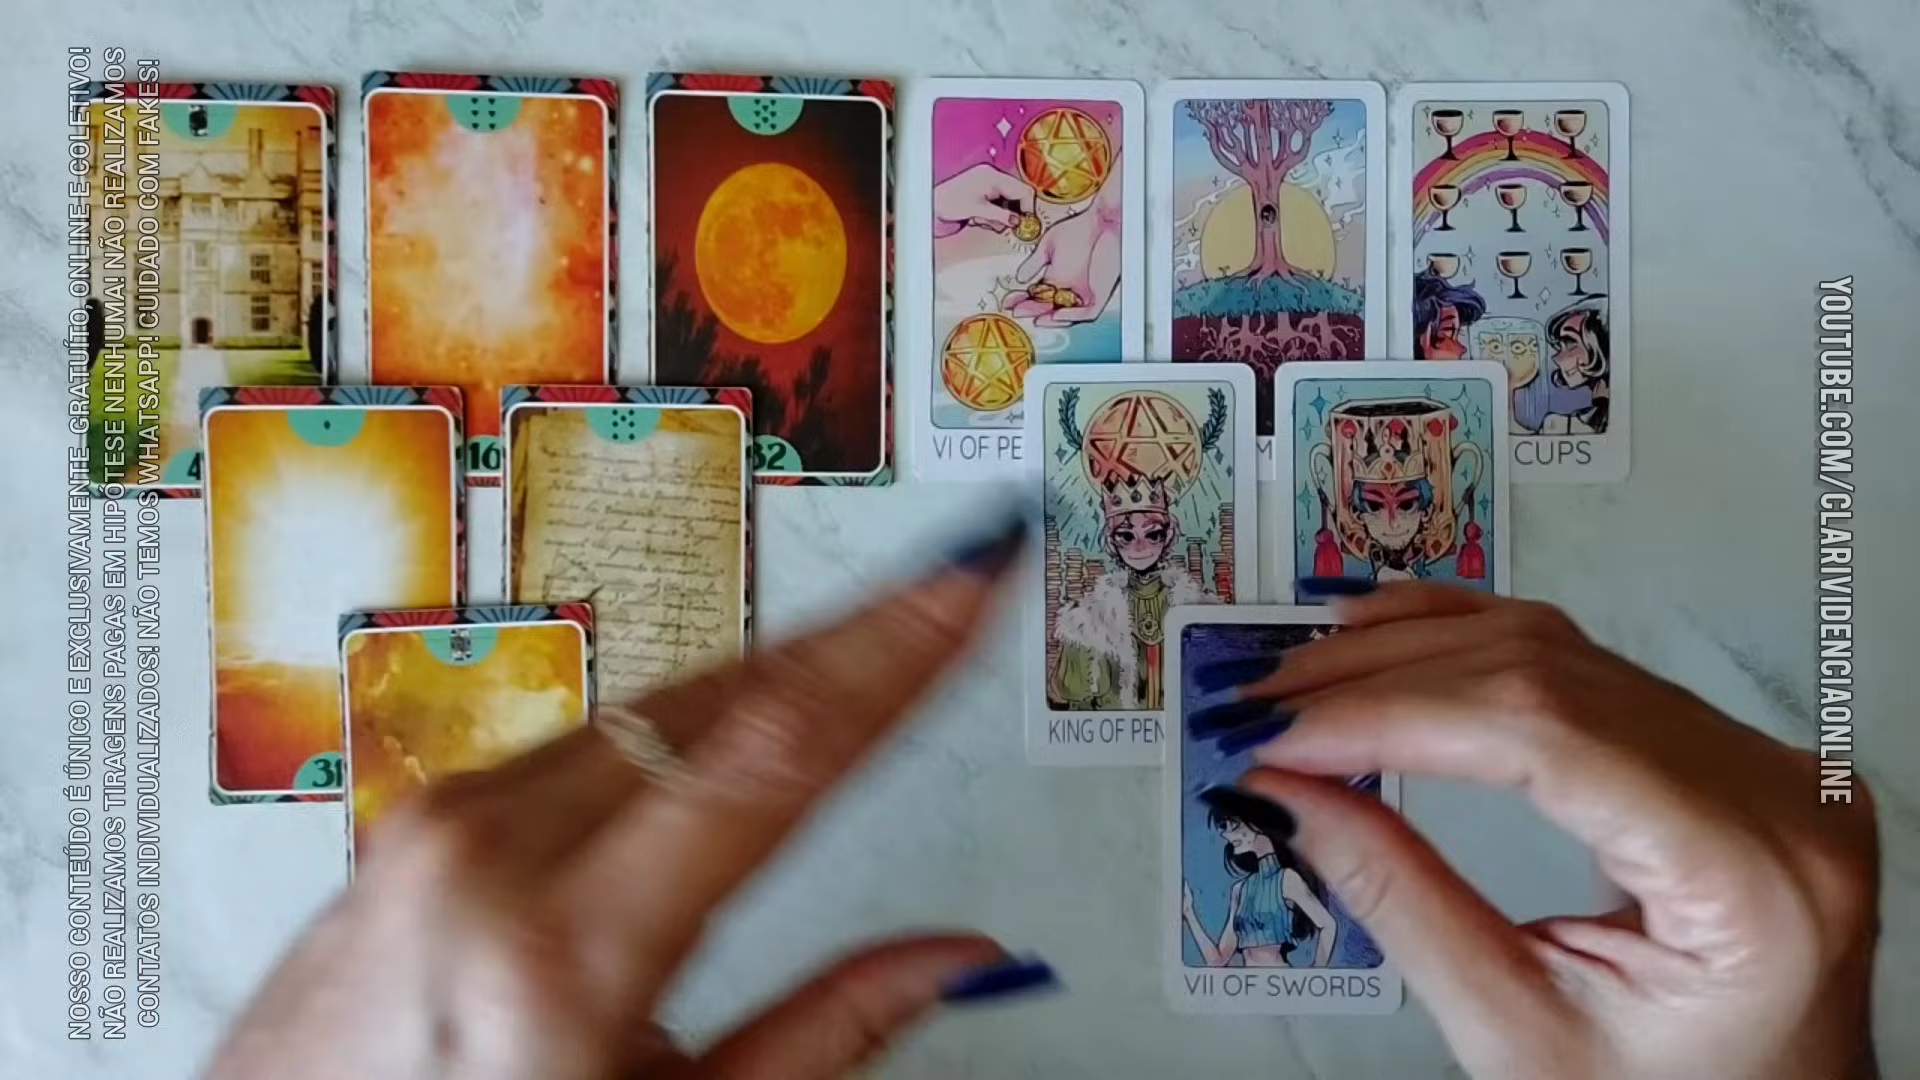 NOSSO CONTEÚDO É ÚNICO E EXCLUSIVAMENTE GRATUÍTO, ONLINE E COLETIVO!
NÃO REALIZAMOS TIRAGENS PAGAS EM HIPÓTESE NENHUMA! NÃO REALIZAMOS
CONTATOS INDIVIDUALIZADOS! NÃO TEMOS WHATSAPP! CUIDADO COM FAKES!
4
16
32
VI OF PE
M
CUPS
31
KING OF PEN
VII OF SWORDS
YOUTUBE.COM/CLARIVIDENCIAONLINE